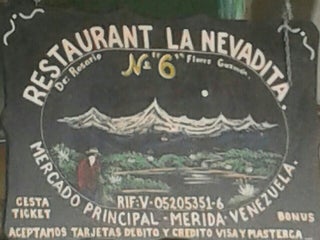 RESTAURANT LA NEVADITA.
De: Rosario Nº "6" Flores Guzmán
MERCADO PRINCIPAL - MERIDA - VENEZUELA.
RIF: V- 05205351-6
CESTA TICKET
BONUS
ACEPTAMOS TARJETAS DEBITO Y CREDITO VISA Y MASTERCA